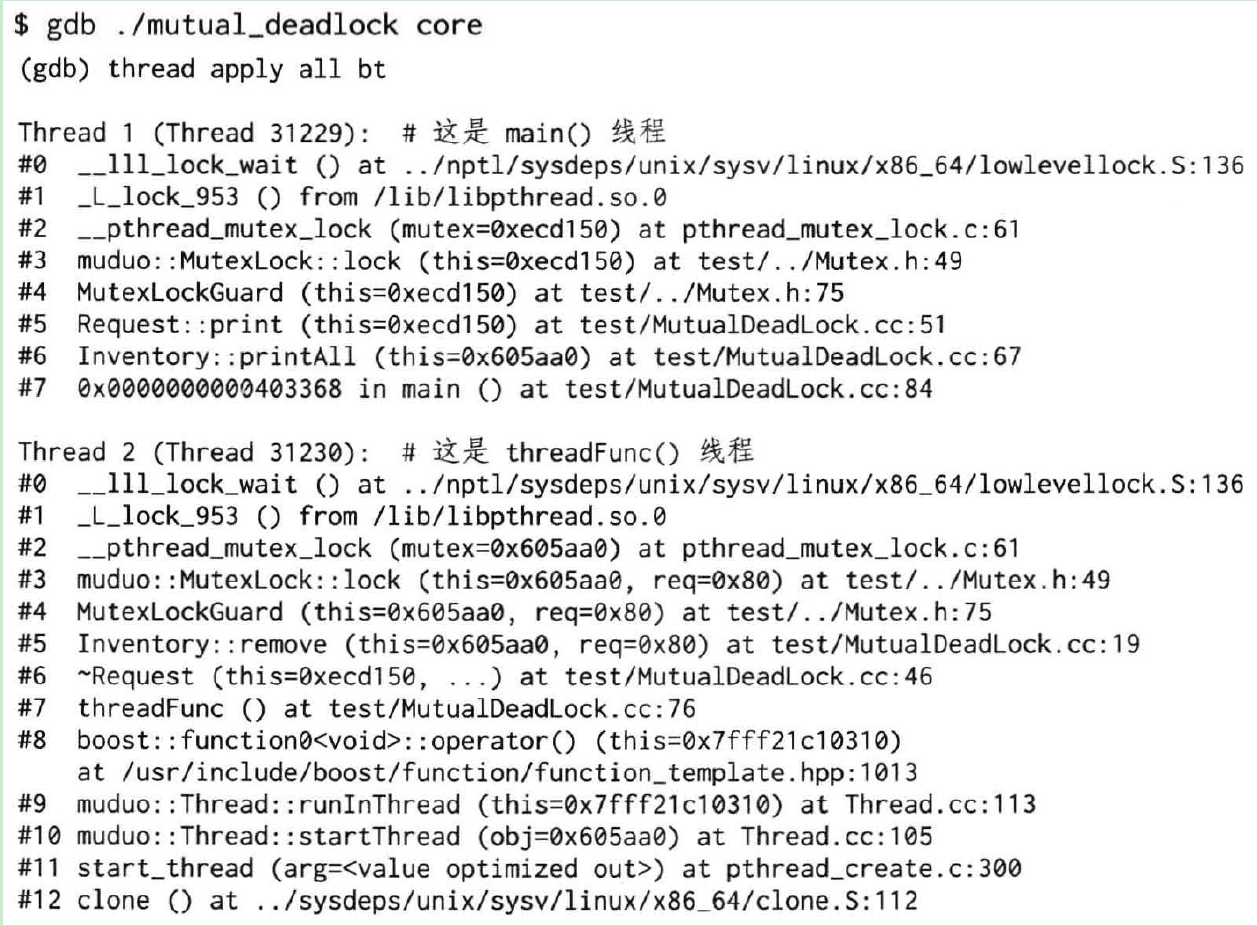 $ gdb ./mutual_deadlock core
(gdb) thread apply all bt
Thread 1 (Thread 31229):  # 这是 main() 线程
#0  __lll_lock_wait () at ../nptl/sysdeps/unix/sysv/linux/x86_64/lowlevellock.S:136
#1  _L_lock_953 () from /lib/libpthread.so.0
#2  __pthread_mutex_lock (mutex=0xecd150) at pthread_mutex_lock.c:61
#3  muduo::MutexLock::lock (this=0xecd150) at test/../Mutex.h:49
#4  MutexLockGuard (this=0xecd150) at test/../Mutex.h:75
#5  Request::print (this=0xecd150) at test/MutualDeadLock.cc:51
#6  Inventory::printAll (this=0x605aa0) at test/MutualDeadLock.cc:67
#7  0x0000000000403368 in main () at test/MutualDeadLock.cc:84
Thread 2 (Thread 31230):  # 这是 threadFunc() 线程
#0  __lll_lock_wait () at ../nptl/sysdeps/unix/sysv/linux/x86_64/lowlevellock.S:136
#1  _L_lock_953 () from /lib/libpthread.so.0
#2  __pthread_mutex_lock (mutex=0x605aa0) at pthread_mutex_lock.c:61
#3  muduo::MutexLock::lock (this=0x605aa0, req=0x80) at test/../Mutex.h:49
#4  MutexLockGuard (this=0x605aa0, req=0x80) at test/../Mutex.h:75
#5  Inventory::remove (this=0x605aa0, req=0x80) at test/MutualDeadLock.cc:19
#6  ~Request (this=0xecd150, ...) at test/MutualDeadLock.cc:46
#7  threadFunc () at test/MutualDeadLock.cc:76
#8  boost::function0<void>::operator() (this=0x7fff21c10310)
    at /usr/include/boost/function/function_template.hpp:1013
#9  muduo::Thread::runInThread (this=0x7fff21c10310) at Thread.cc:113
#10 muduo::Thread::startThread (obj=0x605aa0) at Thread.cc:105
#11 start_thread (arg=<value optimized out>) at pthread_create.c:300
#12 clone () at ../sysdeps/unix/sysv/linux/x86_64/clone.S:112